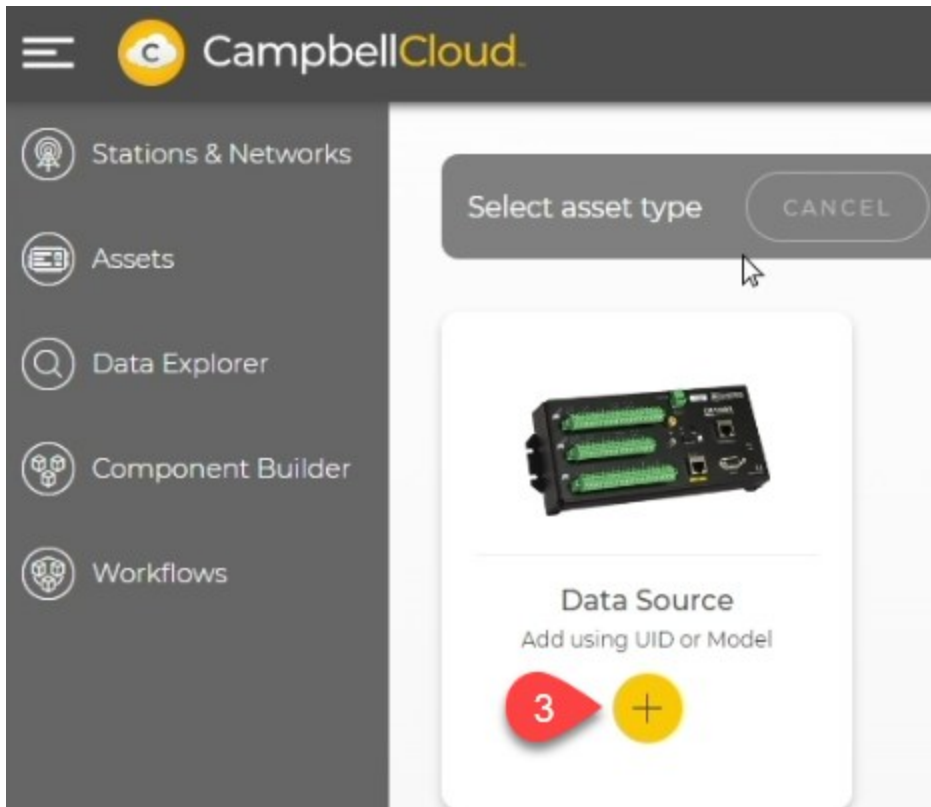 C CampbellCloud
Stations & Networks
Assets
Data Explorer
Component Builder
Workflows
Select asset type CANCEL
Data Source
Add using UID or Model
3 +